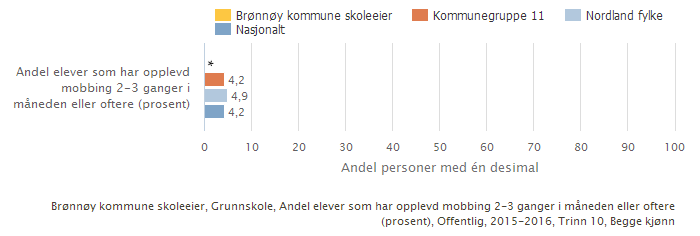 Brønnøy kommune skoleeier Kommunegruppe 11 Nordland fylke
Nasjonalt
*
Andel elever som har opplevd
mobbing 2-3 ganger i
måneden eller oftere (prosent)
4,2
4,9
4,2
0 10 20 30 40 50 60 70 80 90 100
Andel personer med én desimal
Brønnøy kommune skoleeier, Grunnskole, Andel elever som har opplevd mobbing 2-3 ganger i måneden eller oftere
(prosent), Offentlig, 2015-2016, Trinn 10, Begge kjønn